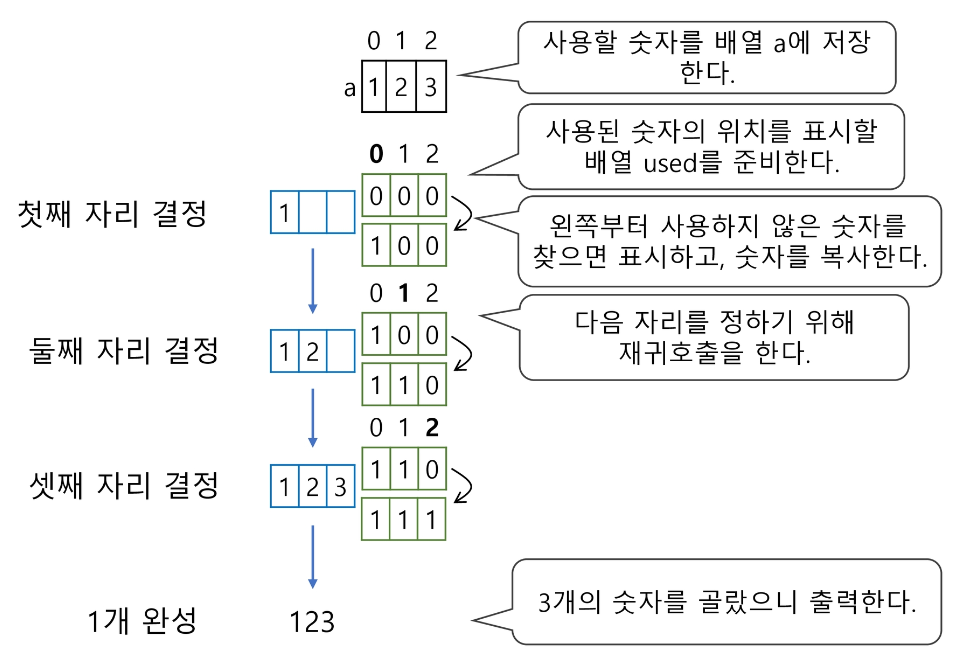 0 1 2
a 1 2 3
사용할 숫자를 배열 a에 저장
한다.
사용된 숫자의 위치를 표시할
배열 used를 준비한다.
0 1 2
첫째 자리 결정
1
0 0 0
1 0 0
왼쪽부터 사용하지 않은 숫자를
찾으면 표시하고, 숫자를 복사한다.
0 1 2
둘째 자리 결정
1 2
1 0 0
1 1 0
다음 자리를 정하기 위해
재귀호출을 한다.
0 1 2
셋째 자리 결정
1 2 3
1 1 0
1 1 1
1개 완성
123
3개의 숫자를 골랐으니 출력한다.